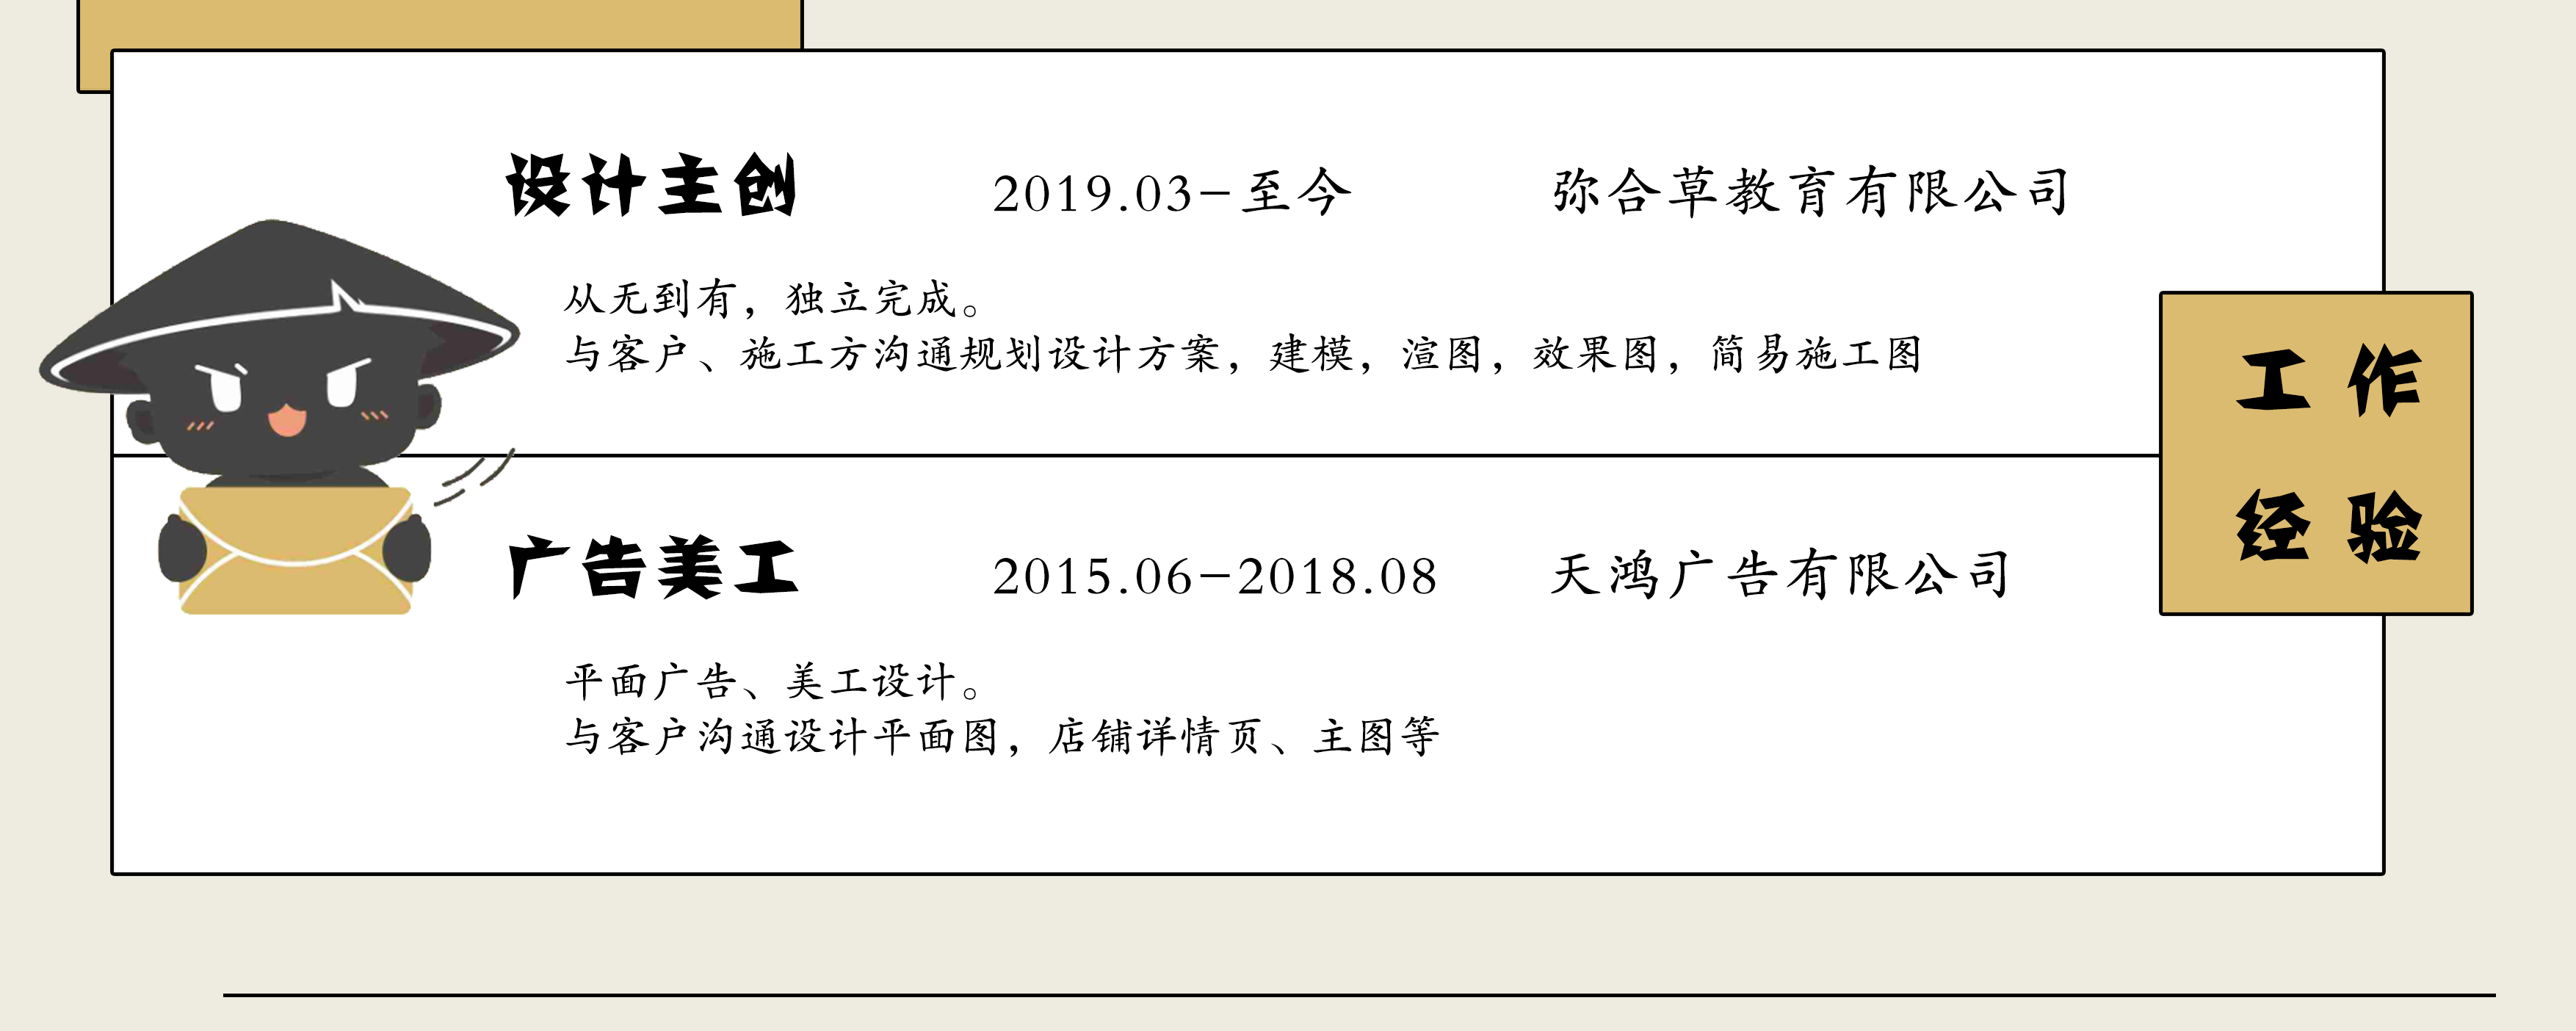 设计主创 2019.03-至今 弥合草教育有限公司
从无到有，独立完成。
与客户、施工方沟通规划设计方案，建模，渲图，效果图，简易施工图
工作
经验
广告美工 2015.06-2018.08 天鸿广告有限公司
平面广告、美工设计。
与客户沟通设计平面图，店铺详情页、主图等